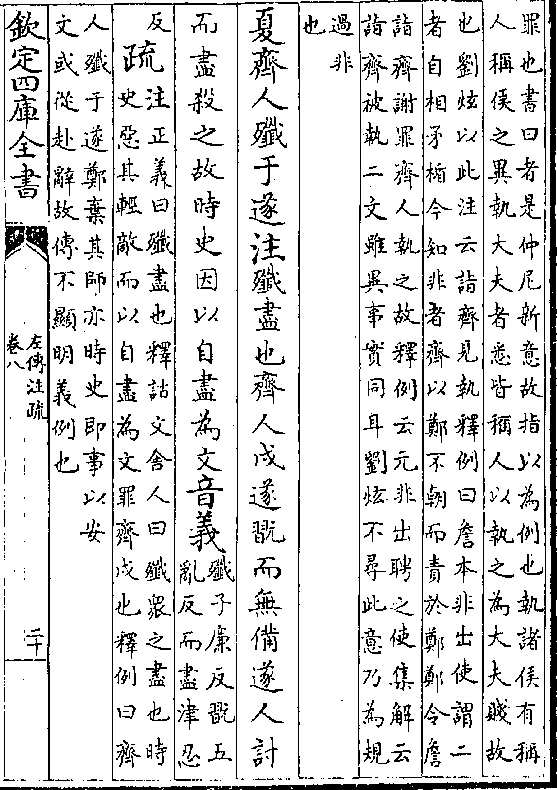 罪也書曰者是仲尼新意故指以為例也執諸侯有稱
人稱侯之異執大夫者悉皆稱人以執之為大夫賤故
也劉炫以此注云詣齊見執釋例曰詹本非出使謂二
者自相矛楯今知非者齊以鄭不朝而責於鄭鄭令詹
詣齊謝罪齊人執之故釋例云元非出聘之使集解云
詣齊被執二文雖異事實同耳劉炫不尋此意乃為規
過非
也
夏齊人殲于遂注殲盡也齊人戍遂翫而無備遂人討
而盡殺之故時史因以自盡為文音義殲子廉反翫五
亂反而盡津忍
反
疏注正義曰殲盡也釋詁文舍人曰殲衆之盡也時
史惡其輕敵而以自盡為文罪齊戍也釋例曰齊
人殲于遂鄭棄其師亦時史即事以安
文或從赴辭故傳不顯明義例也
欽定四庫全書
左傳注疏
卷八
二十